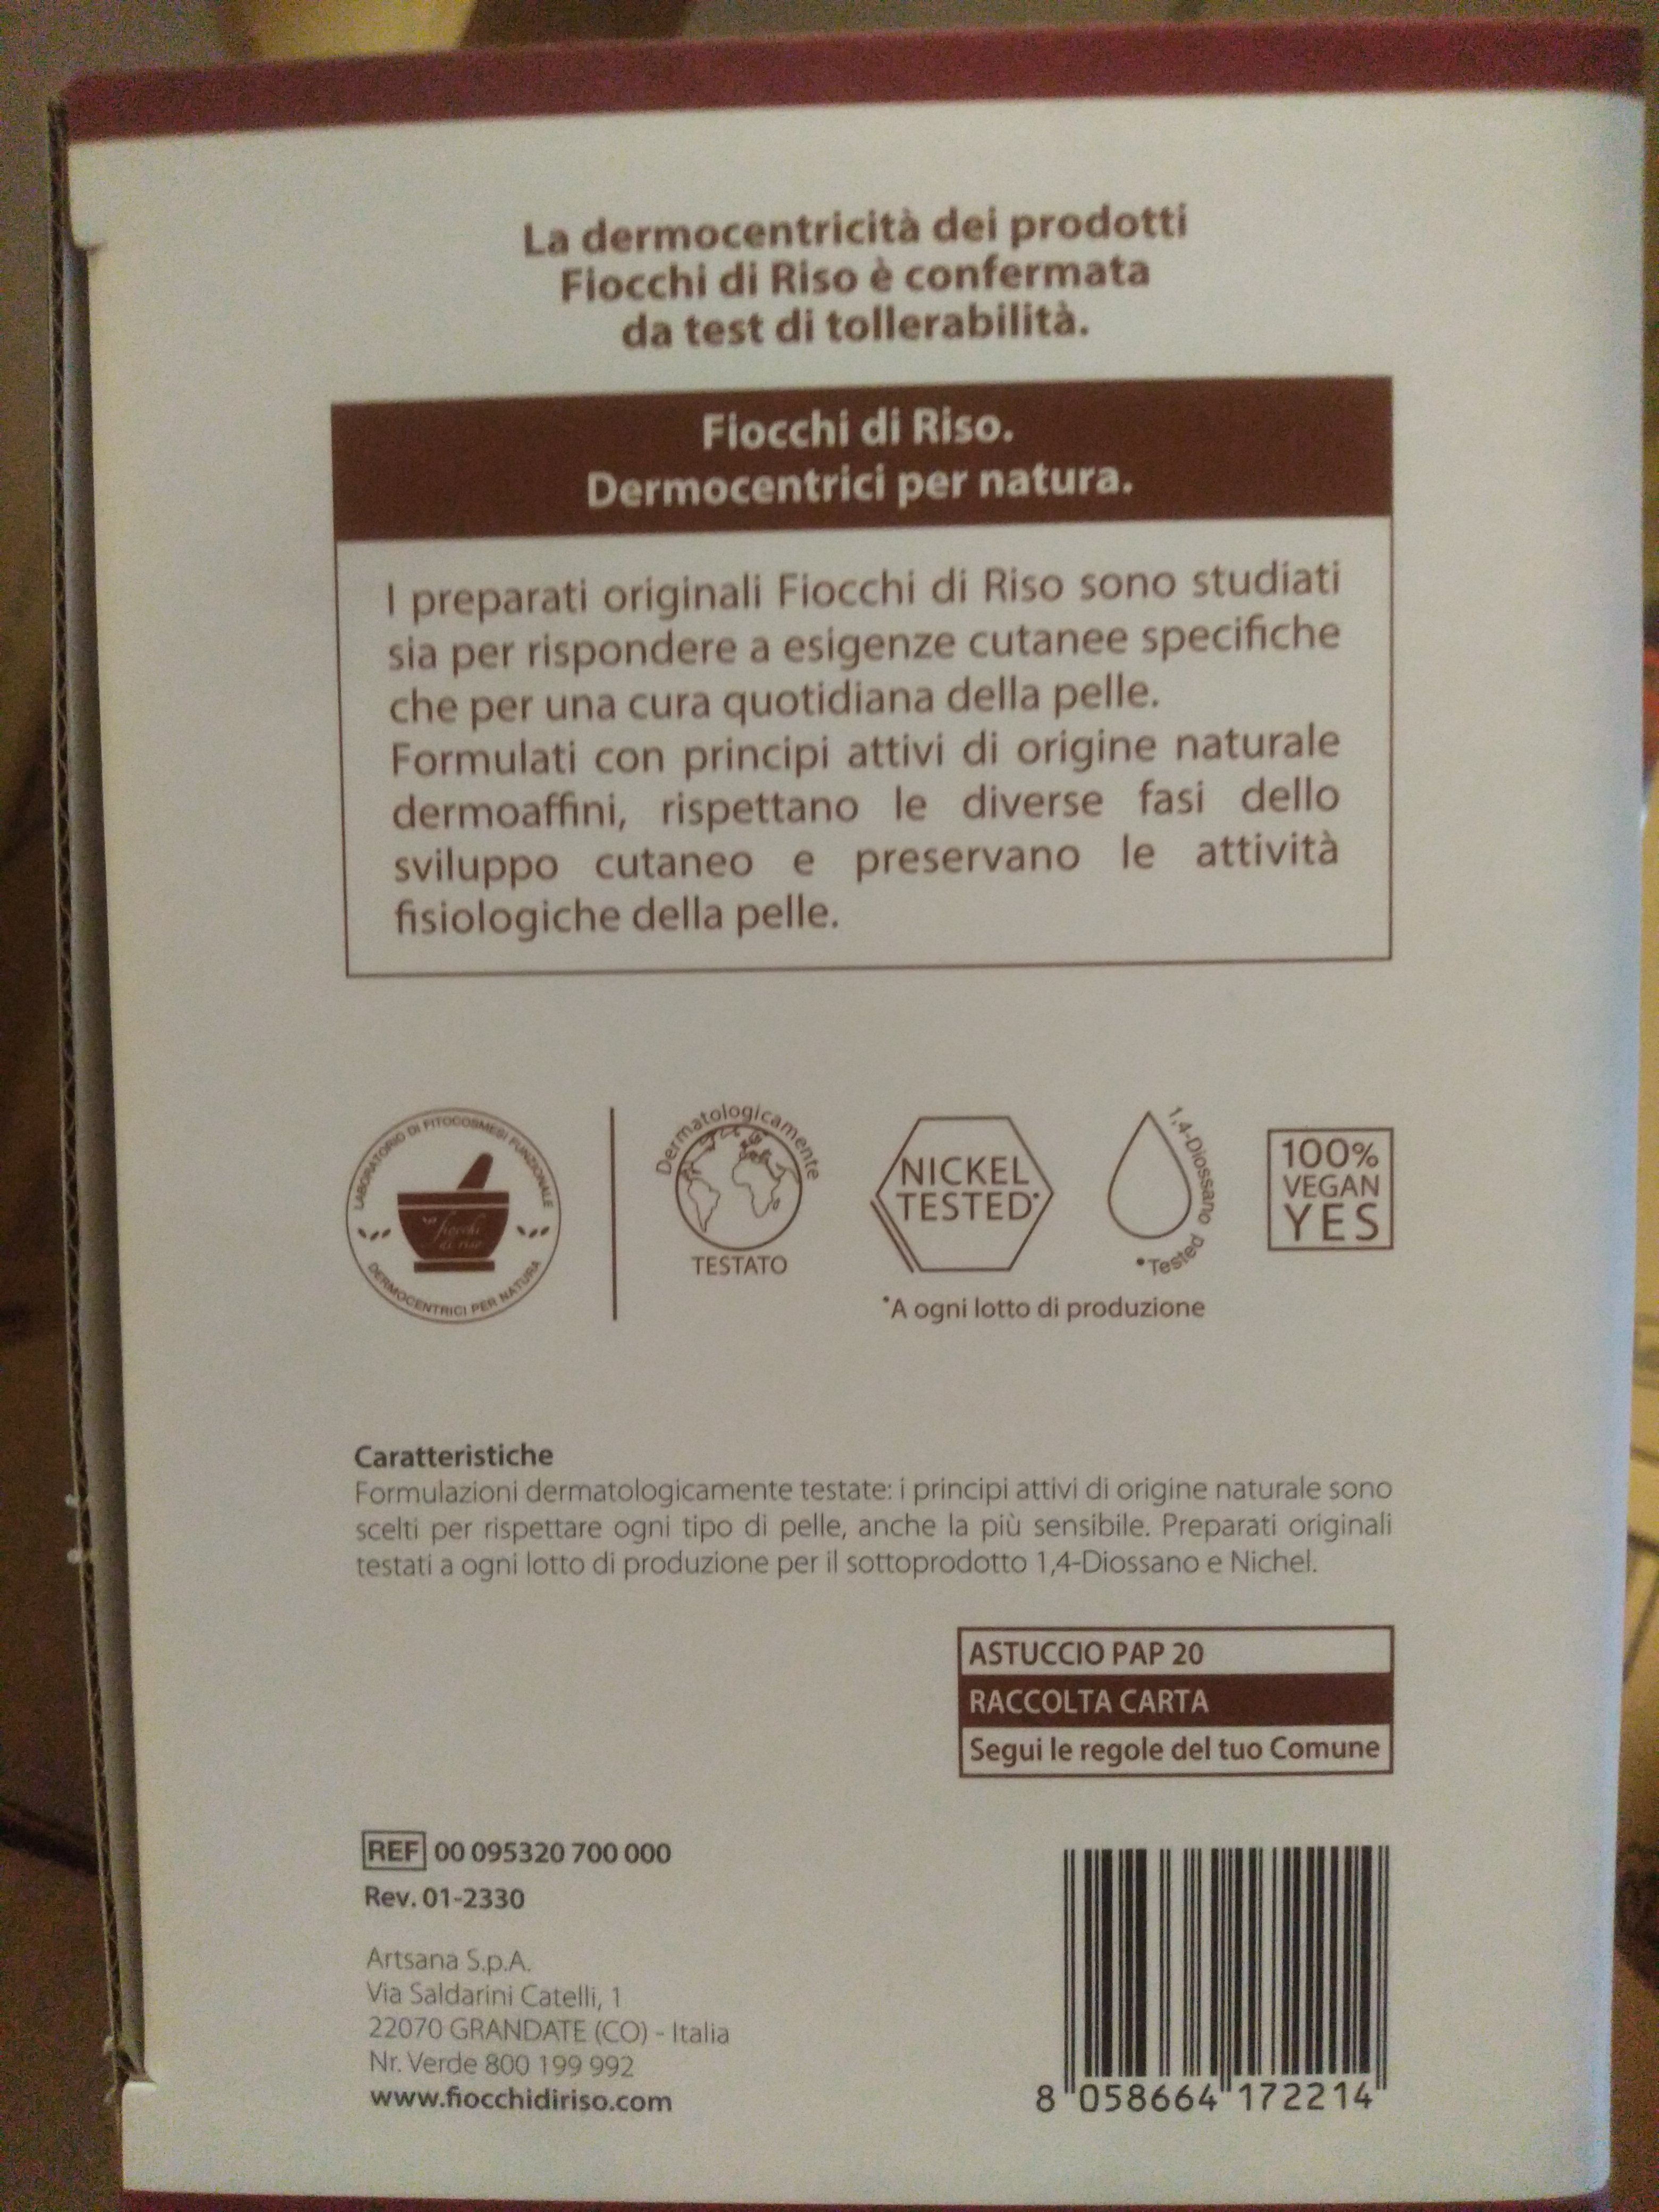 La dermocentricità dei prodotti
Fiocchi di Riso è confermata
da test di tollerabilità.
Fiocchi di Riso.
Dermocentrici per natura.
I preparati originali Fiocchi di Riso sono studiati
sia per rispondere a esigenze cutanee specifiche
che per una cura quotidiana della pelle.
Formulati con principi attivi di origine naturale
dermoaffini, rispettano le diverse fasi dello
sviluppo cutaneo e preservano le attività
fisiologiche della pelle.
LABORATORIO DI FITOCOSMESI FUNZIONALE
fiocchi
di riso
DERMOCENTRICI PER NATURA
Dermatologicamente
TESTATO
NICKEL
TESTED*
1,4-Diossano
*Tested
100%
VEGAN
YES
*A ogni lotto di produzione
Caratteristiche
Formulazioni dermatologicamente testate: i principi attivi di origine naturale sono
scelti per rispettare ogni tipo di pelle, anche la più sensibile. Preparati originali
testati a ogni lotto di produzione per il sottoprodotto 1,4-Diossano e Nichel.
ASTUCCIO PAP 20
RACCOLTA CARTA
Segui le regole del tuo Comune
REF 00 095320 700 000
Rev. 01-2330
Artsana S.p.A.
Via Saldarini Catelli, 1
22070 GRANDATE (CO) - Italia
Nr. Verde 800 199 992
www.fiocchidiriso.com
8 058664 172214